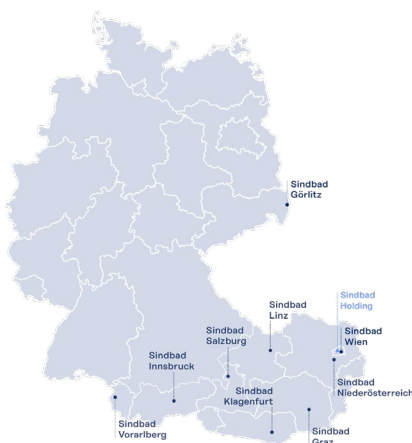 Sindbad
Görlitz
Sindbad
Holding
Sindbad
Linz
Sindbad
Wien
Sindbad
Salzburg
Sindbad
Innsbruck
Sindbad
Niederösterreich
Sindbad
Klagenfurt
Sindbad
Vorarlberg
Sindbad
Graz